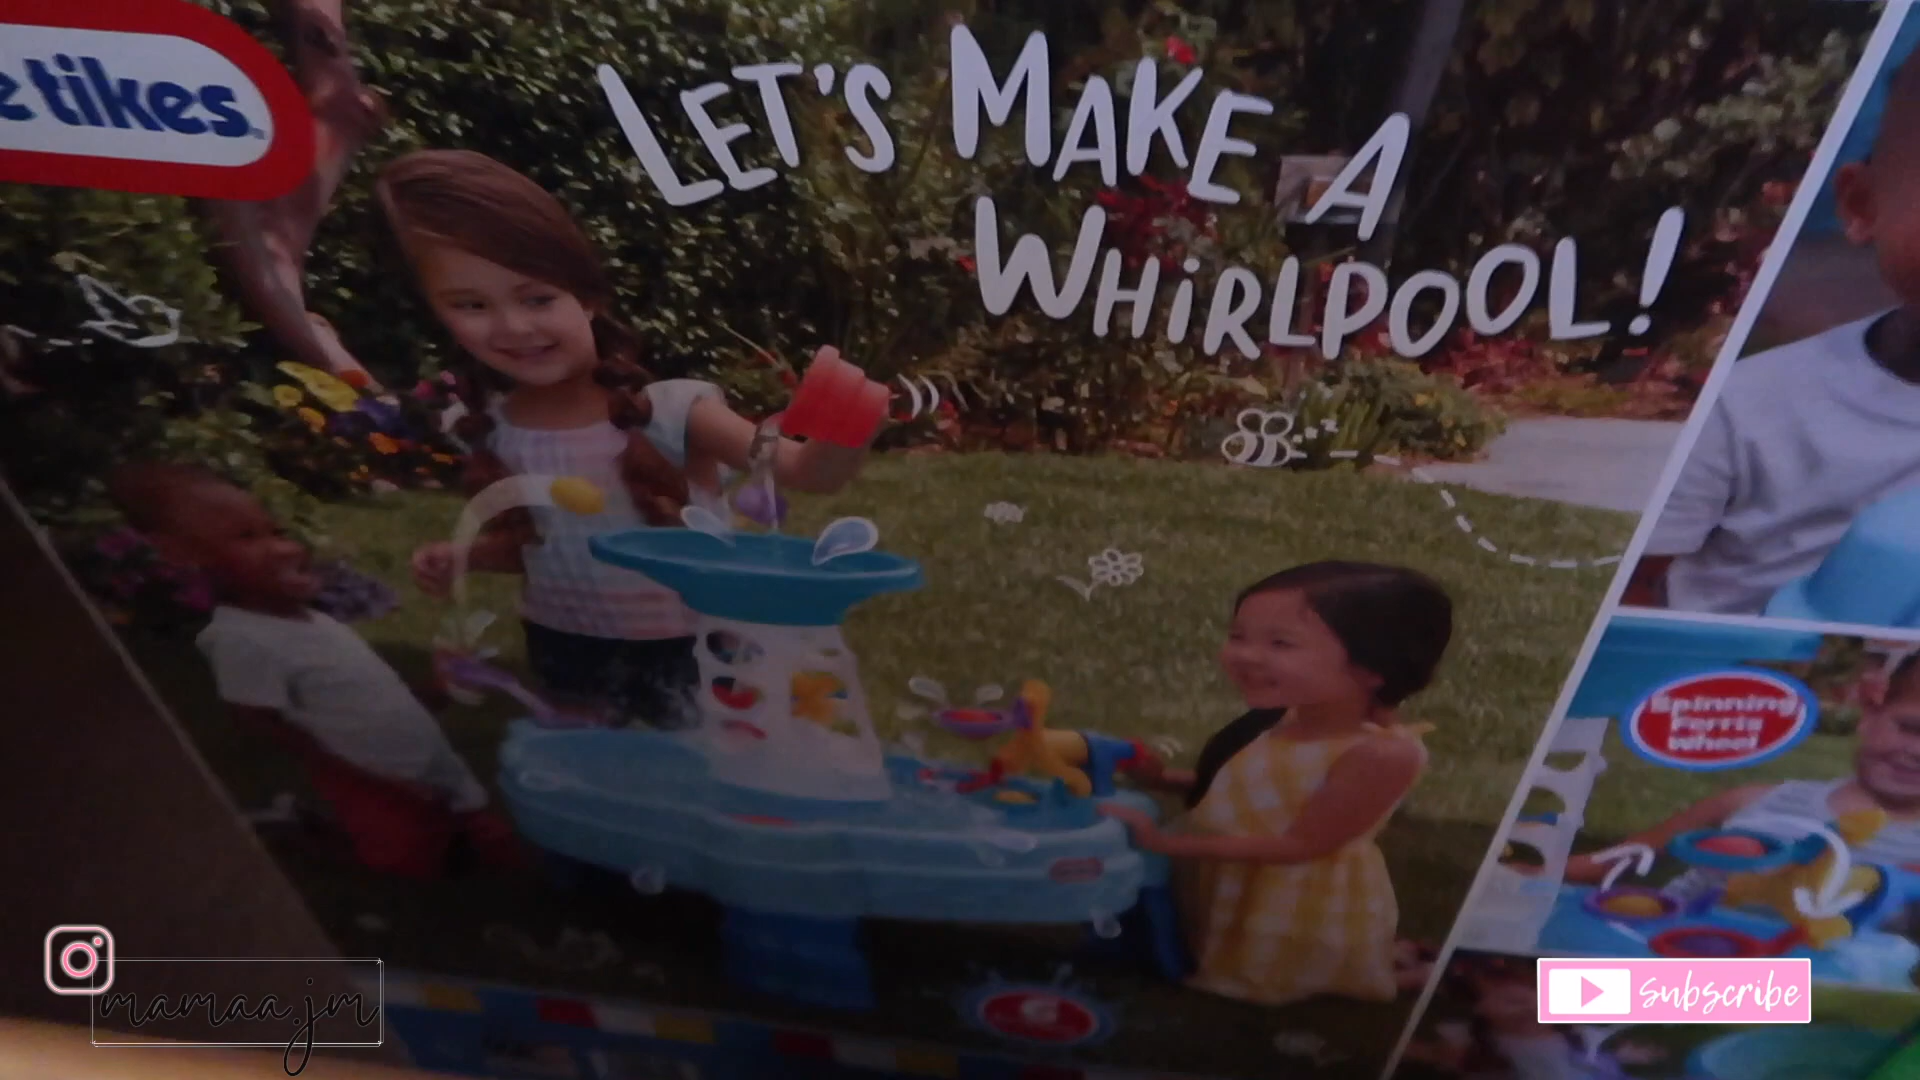 e tikes
LET'S MAKE A
WHiRLPOOL!
Spinning
Ferris
Wheel
mamaa.jm
subscribe